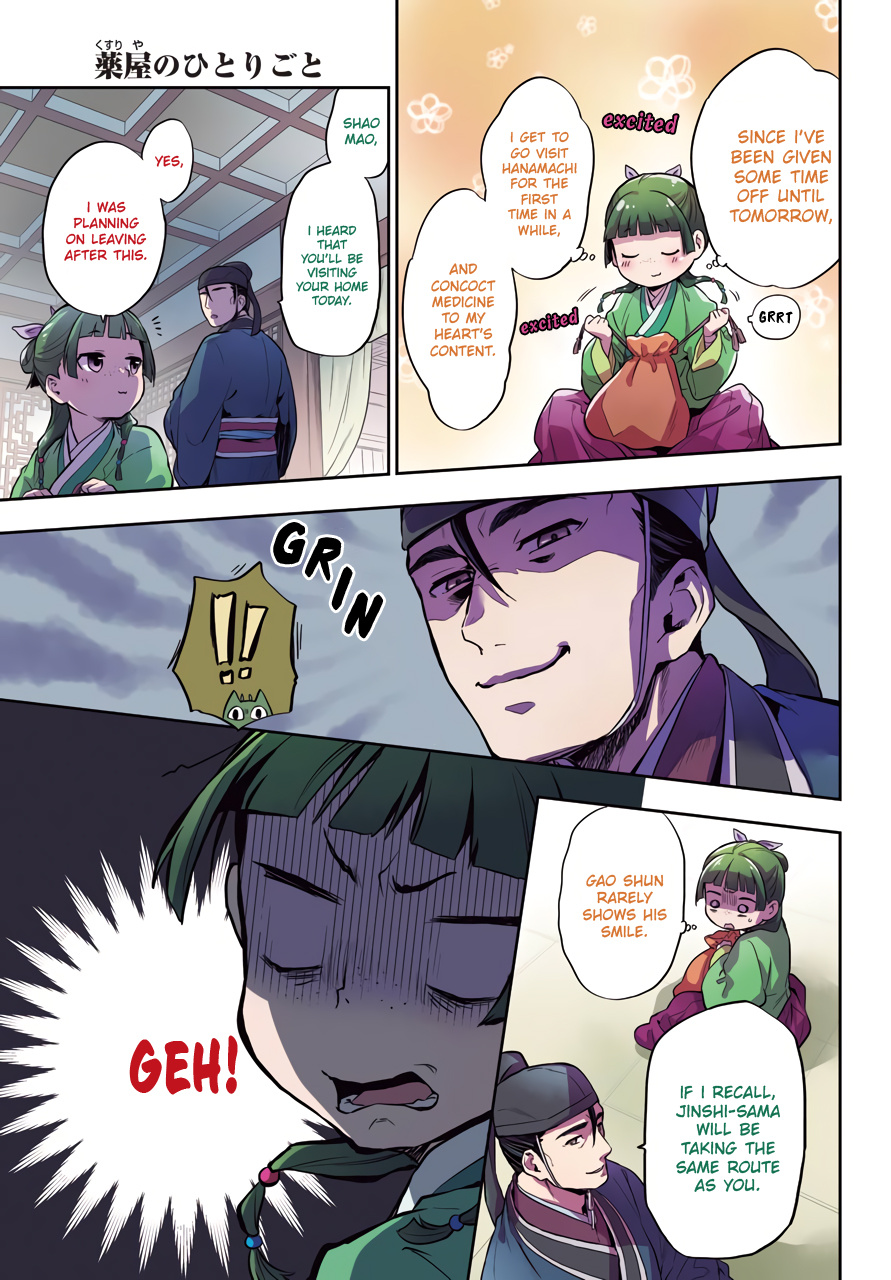 くすり や
薬屋のひとりごと
SINCE I'VE
BEEN GIVEN
SOME TIME
OFF UNTIL
TOMORROW,
excited
I GET TO
GO VISIT
HANAMACHI
FOR THE
FIRST
TIME IN A
WHILE,
AND
CONCOCT
MEDICINE
TO MY
HEART'S
CONTENT.
excited
GRRT
SHAO
MAO,
I HEARD
THAT
YOU'LL BE
VISITING
YOUR HOME
TODAY.
YES,
I WAS
PLANNING
ON LEAVING
AFTER THIS.
GRIN
!!
GAO SHUN
RARELY
SHOWS HIS
SMILE.
IF I RECALL,
JINSHI-SAMA
WILL BE
TAKING THE
SAME ROUTE
AS YOU.
GEH!